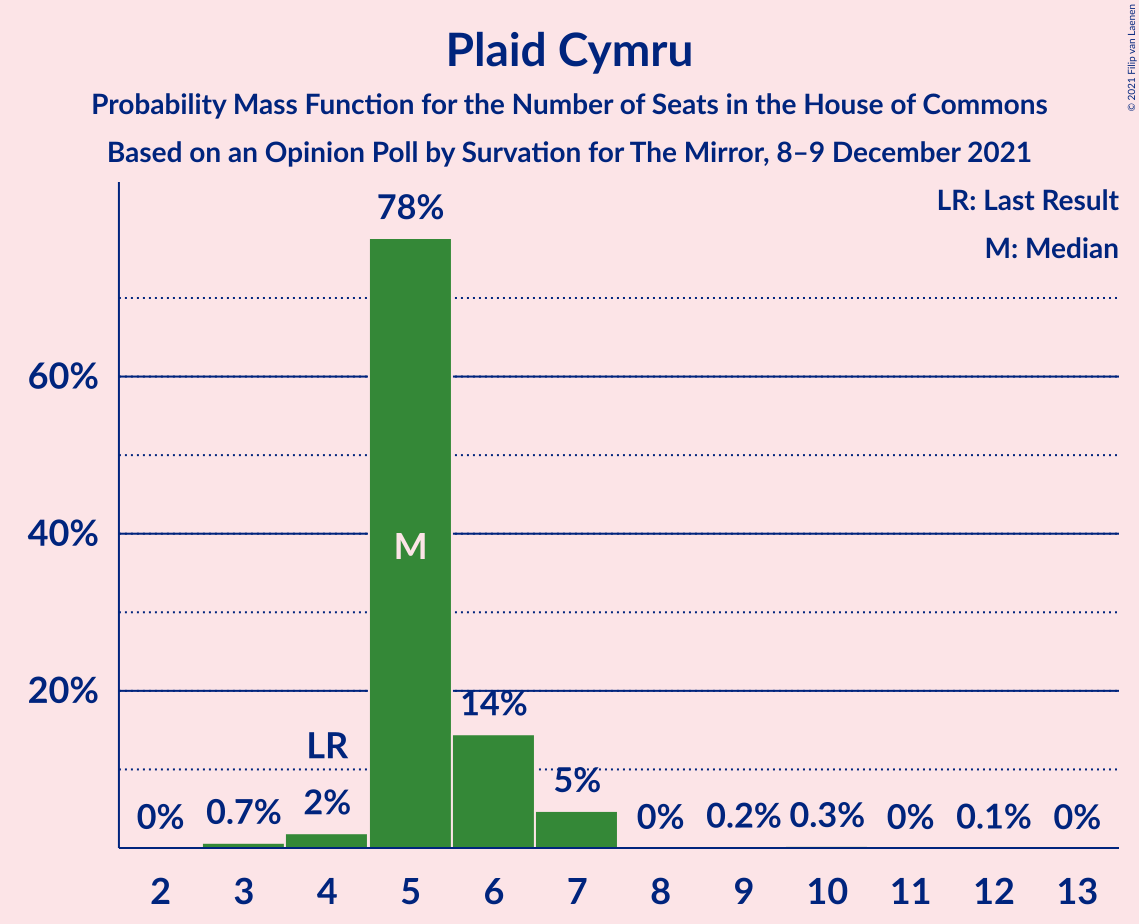 Plaid Cymru
Probability Mass Function for the Number of Seats in the House of Commons
Based on an Opinion Poll by Survation for The Mirror, 8–9 December 2021
© 2021 Filip van Laenen
LR: Last Result
M: Median
78%
60%
40%
M
20%
14%
LR
5%
0% 0.7% 2% 0% 0.2% 0.3% 0% 0.1% 0%
2 3 4 5 6 7 8 9 10 11 12 13